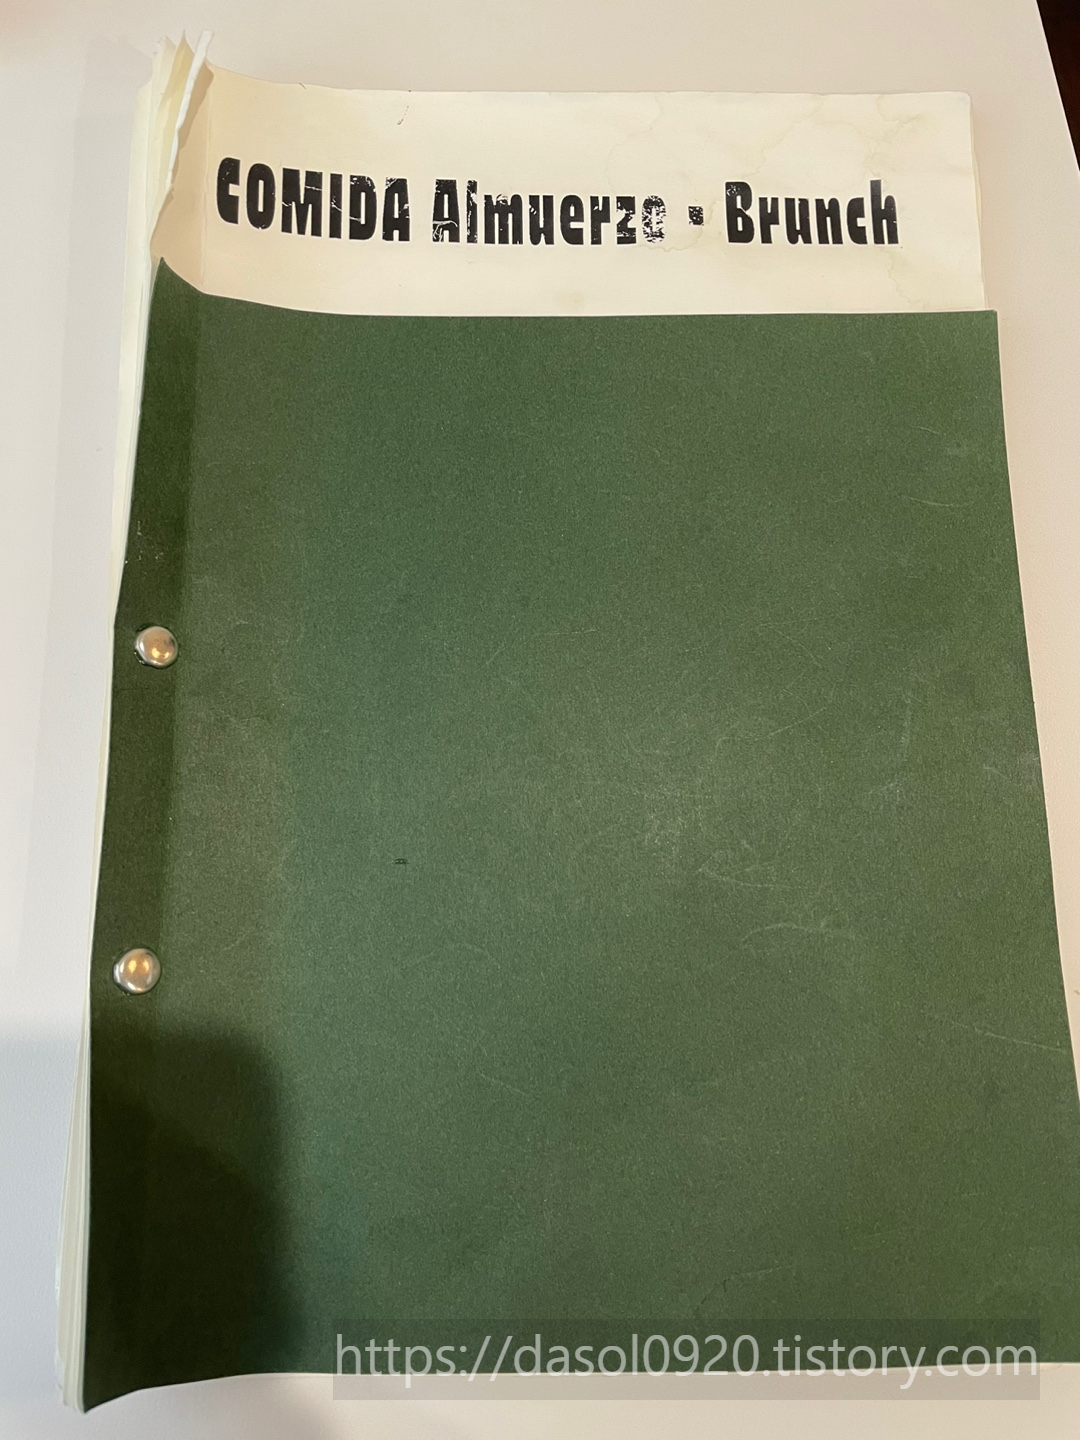 COMIDA Almuerzo · Brunch
https://dasol0920.tistory.com